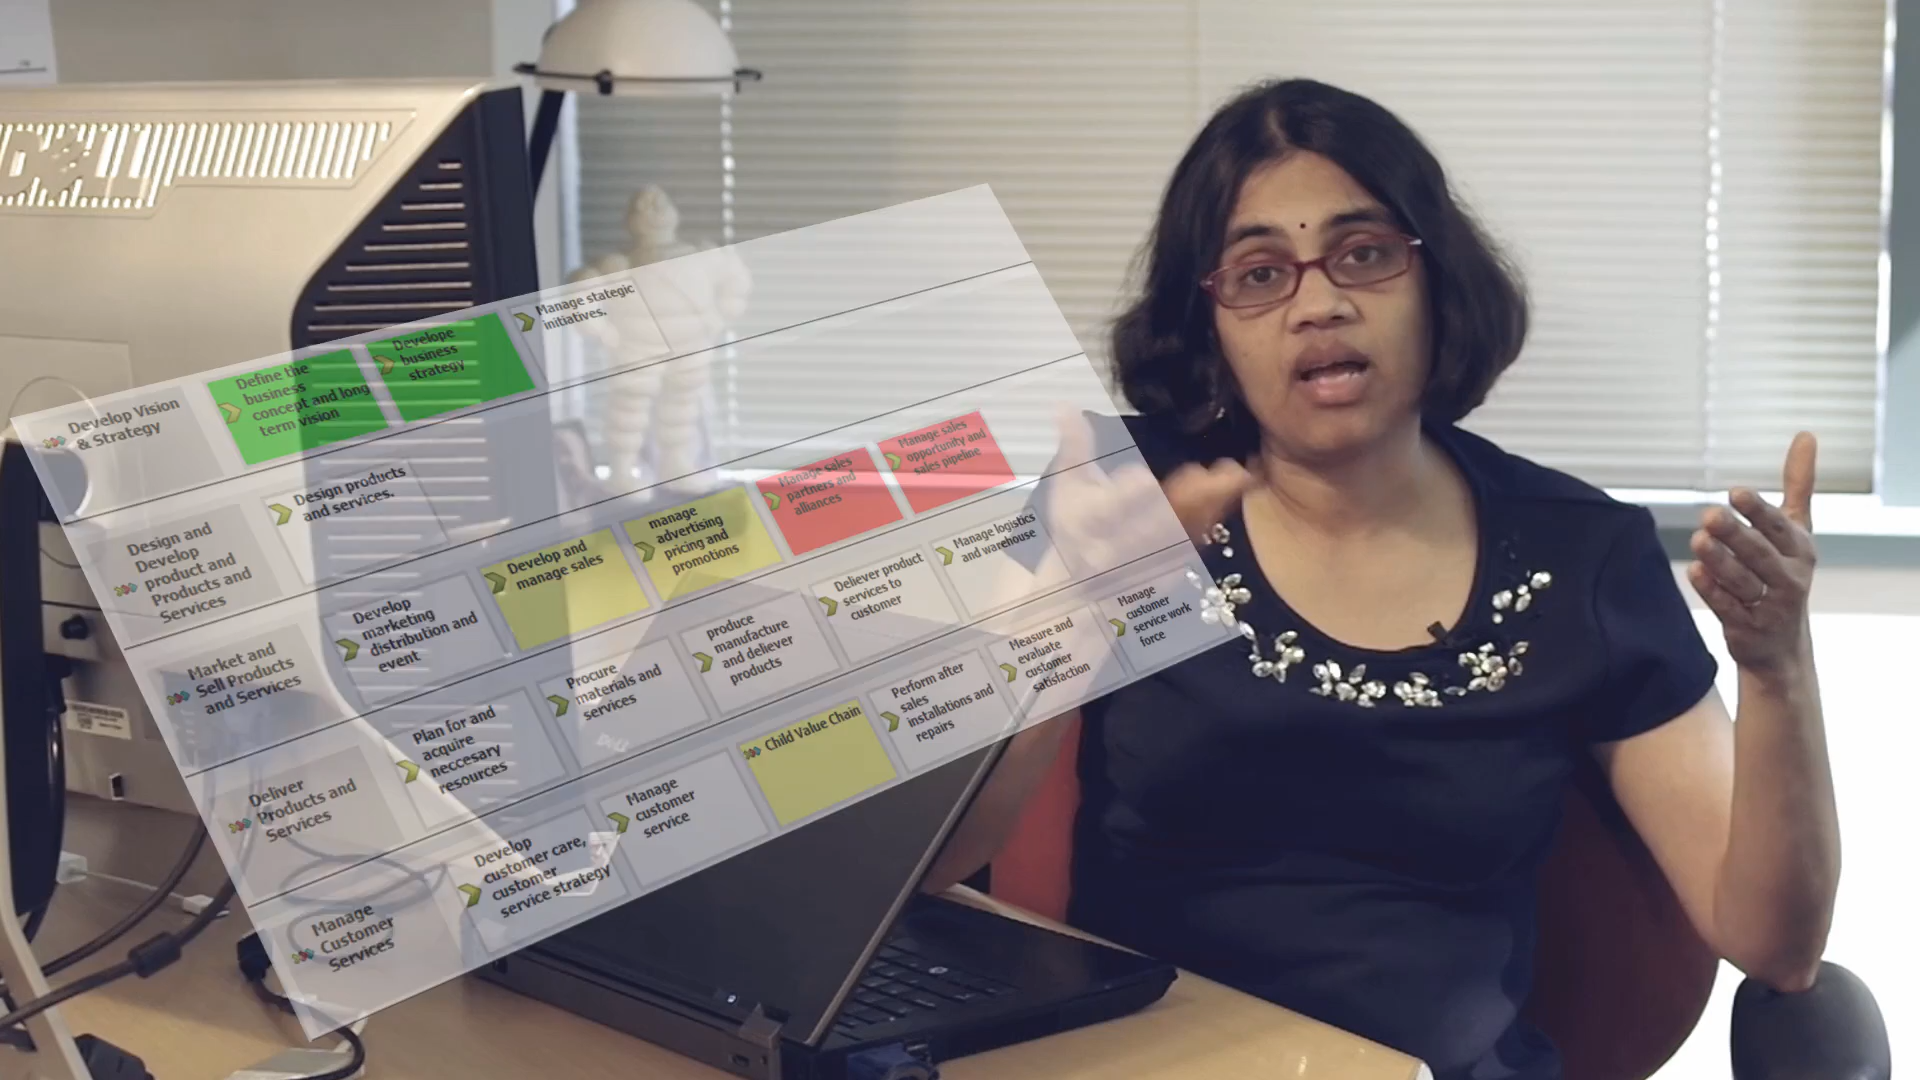 Develop Vision
& Strategy
Define the
business
concept and long
term vision
Develope
business
strategy
Manage stategic
initiatives.
Design and
Develop
product and
Products and
Services
Design products
and services.
Market and
Sell Products
and Services
Develop
marketing
distribution and
event
Develop and
manage sales
manage
advertising
pricing and
promotions
Manage sales
partners and
alliances
Manage sales
opportunity and
sales pipeline
Deliver
Products and
Services
Plan for and
acquire
neccesary
resources
Procure
materials and
services
produce
manufacture
and deliever
products
Deliever product
services to
customer
Manage logistics
and warehouse
Manage
Customer
Services
Develop
customer care,
customer
service strategy
Manage
customer
service
Child Value Chain
Perform after
sales
installations and
repairs
Measure and
evaluate
customer
satisfaction
Manage
customer
service work
force
DELL